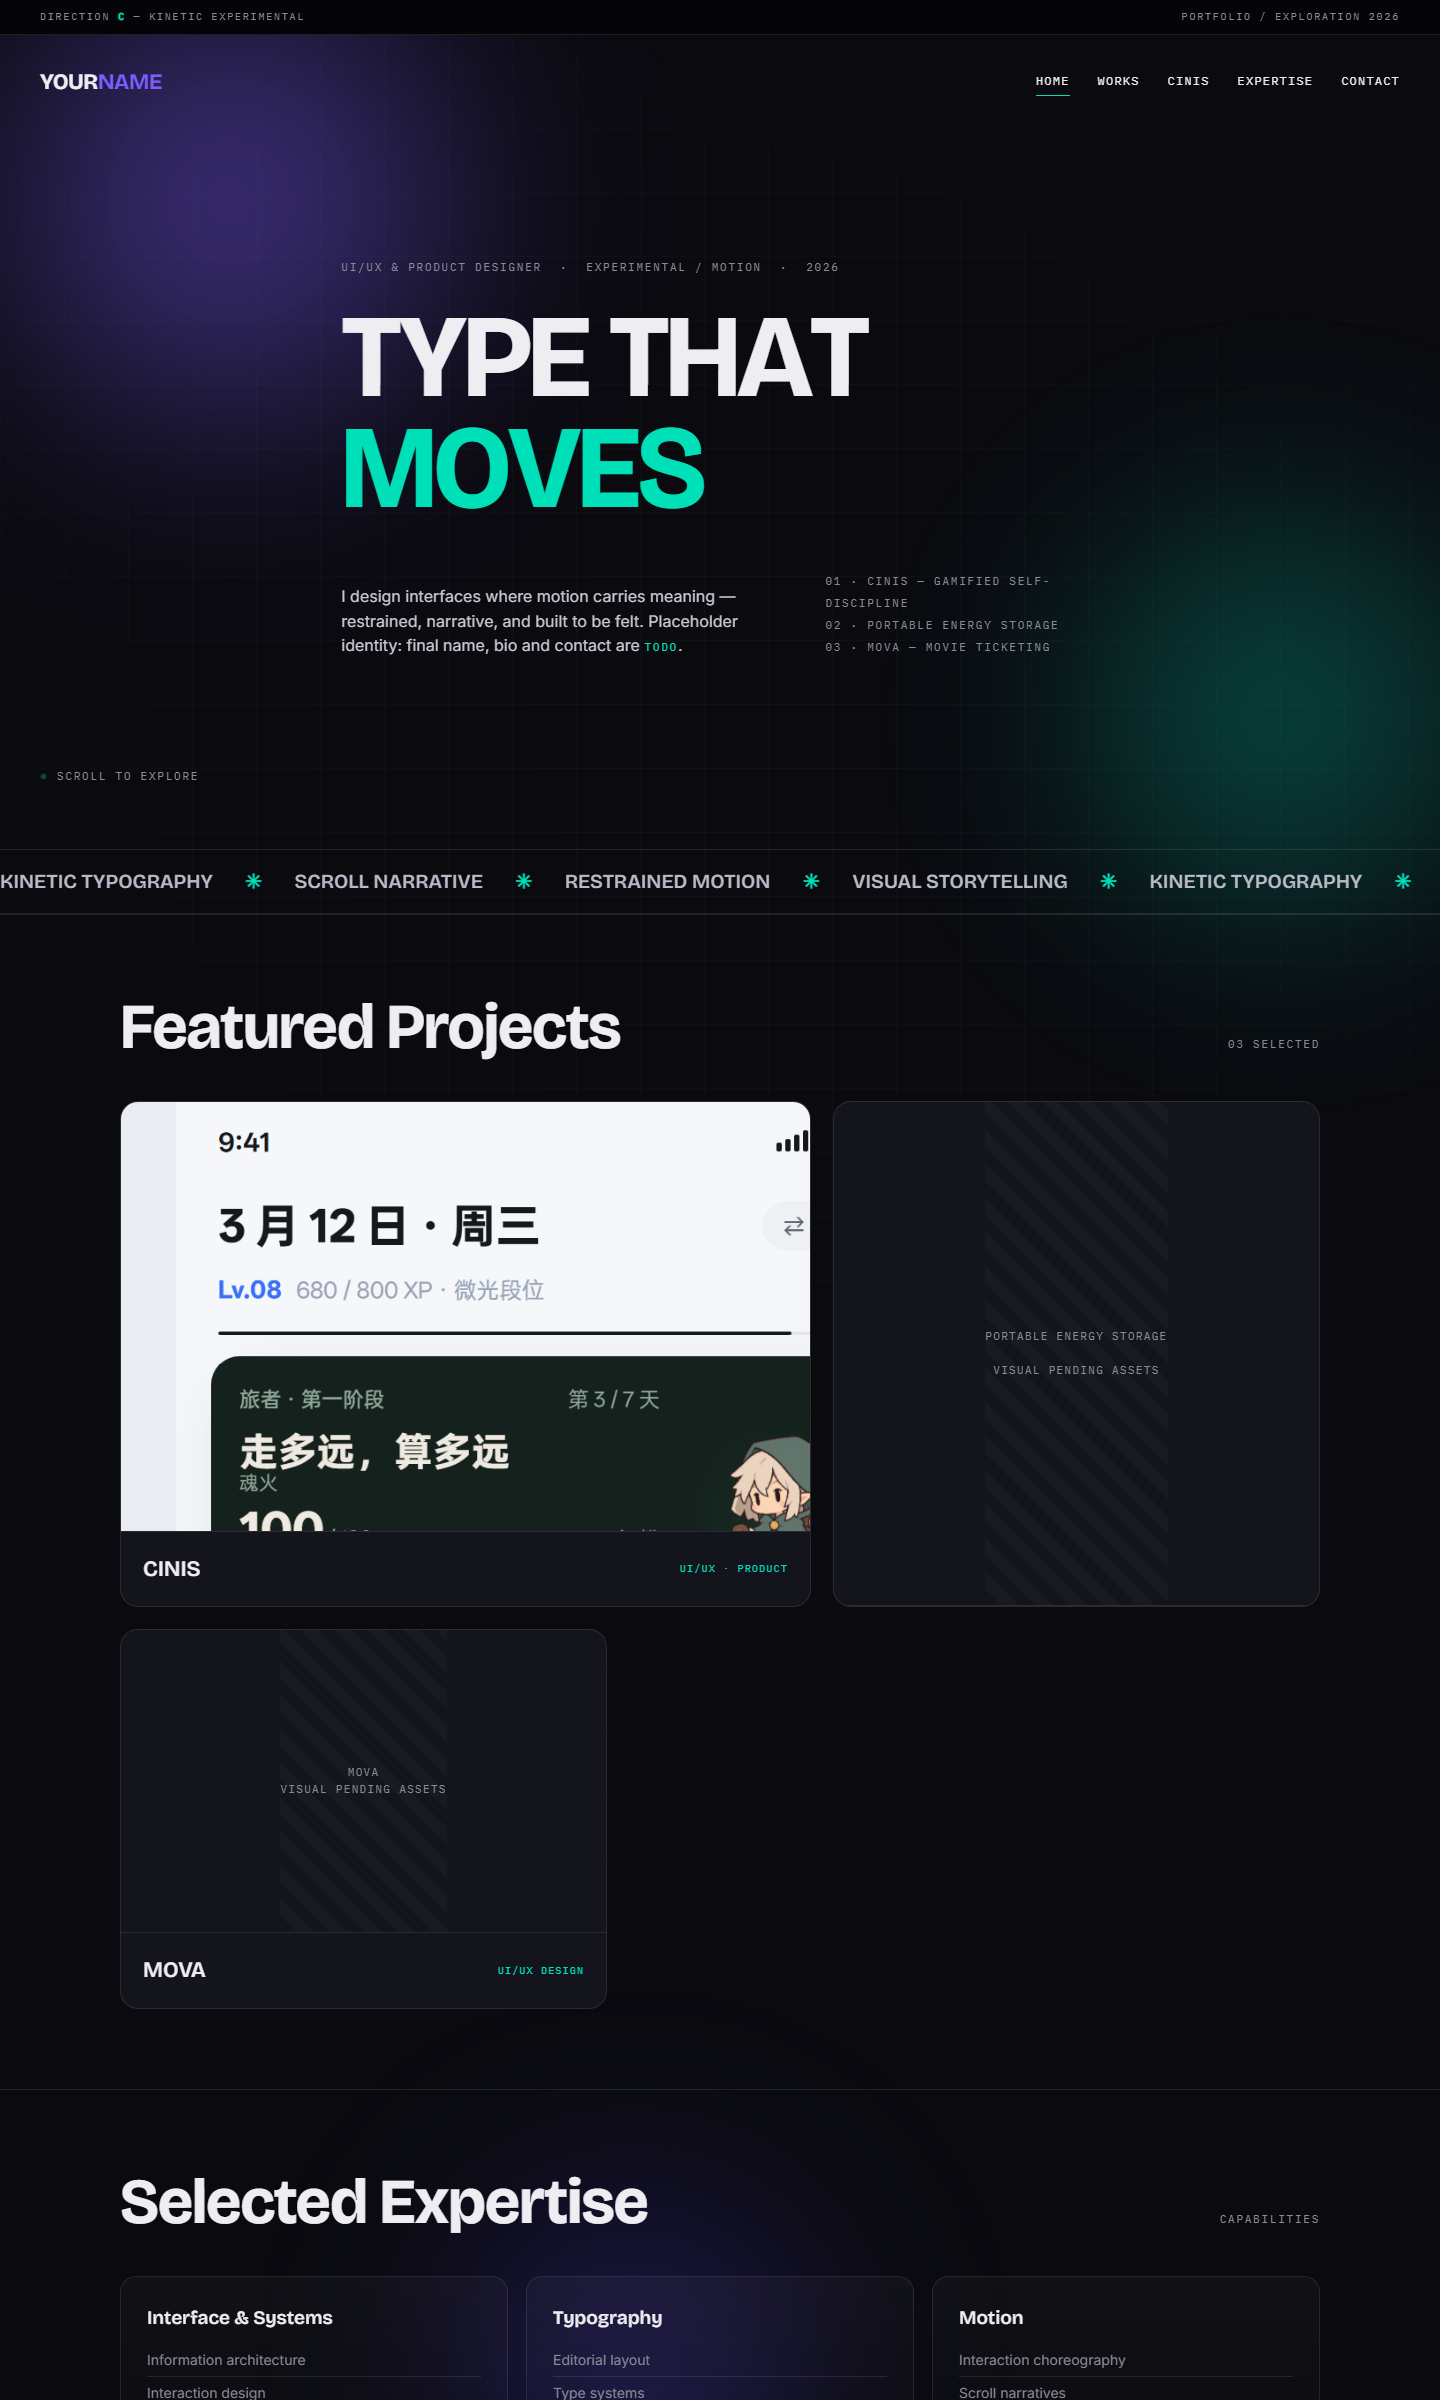 DIRECTION C — KINETIC EXPERIMENTAL
PORTFOLIO / EXPLORATION 2026
YOURNAME
HOME WORKS CINIS EXPERTISE CONTACT
UI/UX & PRODUCT DESIGNER · EXPERIMENTAL / MOTION · 2026
TYPE THAT
MOVES
I design interfaces where motion carries meaning —
restrained, narrative, and built to be felt. Placeholder
identity: final name, bio and contact are TODO.
01 · CINIS — GAMIFIED SELF-
DISCIPLINE
02 · PORTABLE ENERGY STORAGE
03 · MOVA — MOVIE TICKETING
SCROLL TO EXPLORE
KINETIC TYPOGRAPHY ✳ SCROLL NARRATIVE ✳ RESTRAINED MOTION ✳ VISUAL STORYTELLING ✳ KINETIC TYPOGRAPHY ✳
Featured Projects
03 SELECTED
9:41
3 月 12 日 · 周三
Lv.08 680 / 800 XP · 微光段位
旅者 · 第一阶段 第 3 / 7 天
走多远，算多远
魂火
100
CINIS
UI/UX · PRODUCT
PORTABLE ENERGY STORAGE
VISUAL PENDING ASSETS
MOVA
VISUAL PENDING ASSETS
MOVA
UI/UX DESIGN
Selected Expertise
CAPABILITIES
Interface & Systems
Information architecture
Interaction design
Typography
Editorial layout
Type systems
Motion
Interaction choreography
Scroll narratives